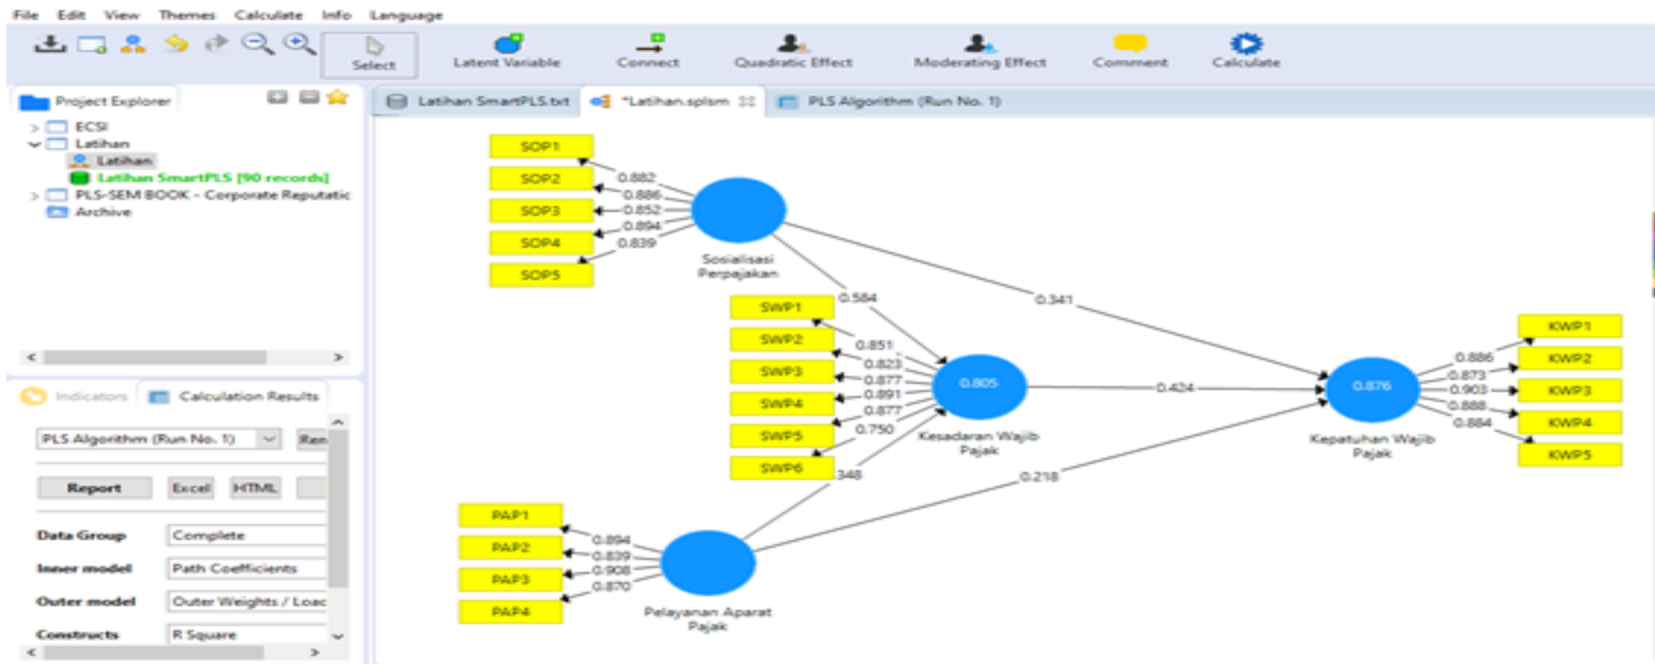 File Edit View Themes Calculate Info Language
Select
Latent Variable
Connect
Quadratic Effect
Moderating Effect
Comment
Calculate
Project Explorer
ECSI
Latihan
Latihan
Latihan SmartPLS [90 records]
PLS-SEM BOOK - Corporate Reputatic
Archive
Indicators
Calculation Results
PLS Algorithm (Run No. 1)
Ren
Report
Excel
HTML
Data Group
Complete
Inner model
Path Coefficients
Outer model
Outer Weights / Loac
Constructs
R Square
Latihan SmartPLS.txt
*Latihan.splsm
PLS Algorithm (Run No. 1)
SOP1
SOP2
SOP3
SOP4
SOP5
0.882
0.886
0.852
0.894
0.839
Sosialisasi
Perpajakan
0.584
0.341
SWP1
SWP2
SWP3
SWP4
SWP5
SWP6
0.851
0.823
0.877
0.891
0.877
0.750
0.805
Kesadaran Wajib
Pajak
0.424
348
0.218
PAP1
PAP2
PAP3
PAP4
0.894
0.839
0.908
0.870
Pelayanan Aparat
Pajak
0.876
Kepatuhan Wajib
Pajak
0.886
0.873
0.903
0.888
0.884
KWP1
KWP2
KWP3
KWP4
KWP5